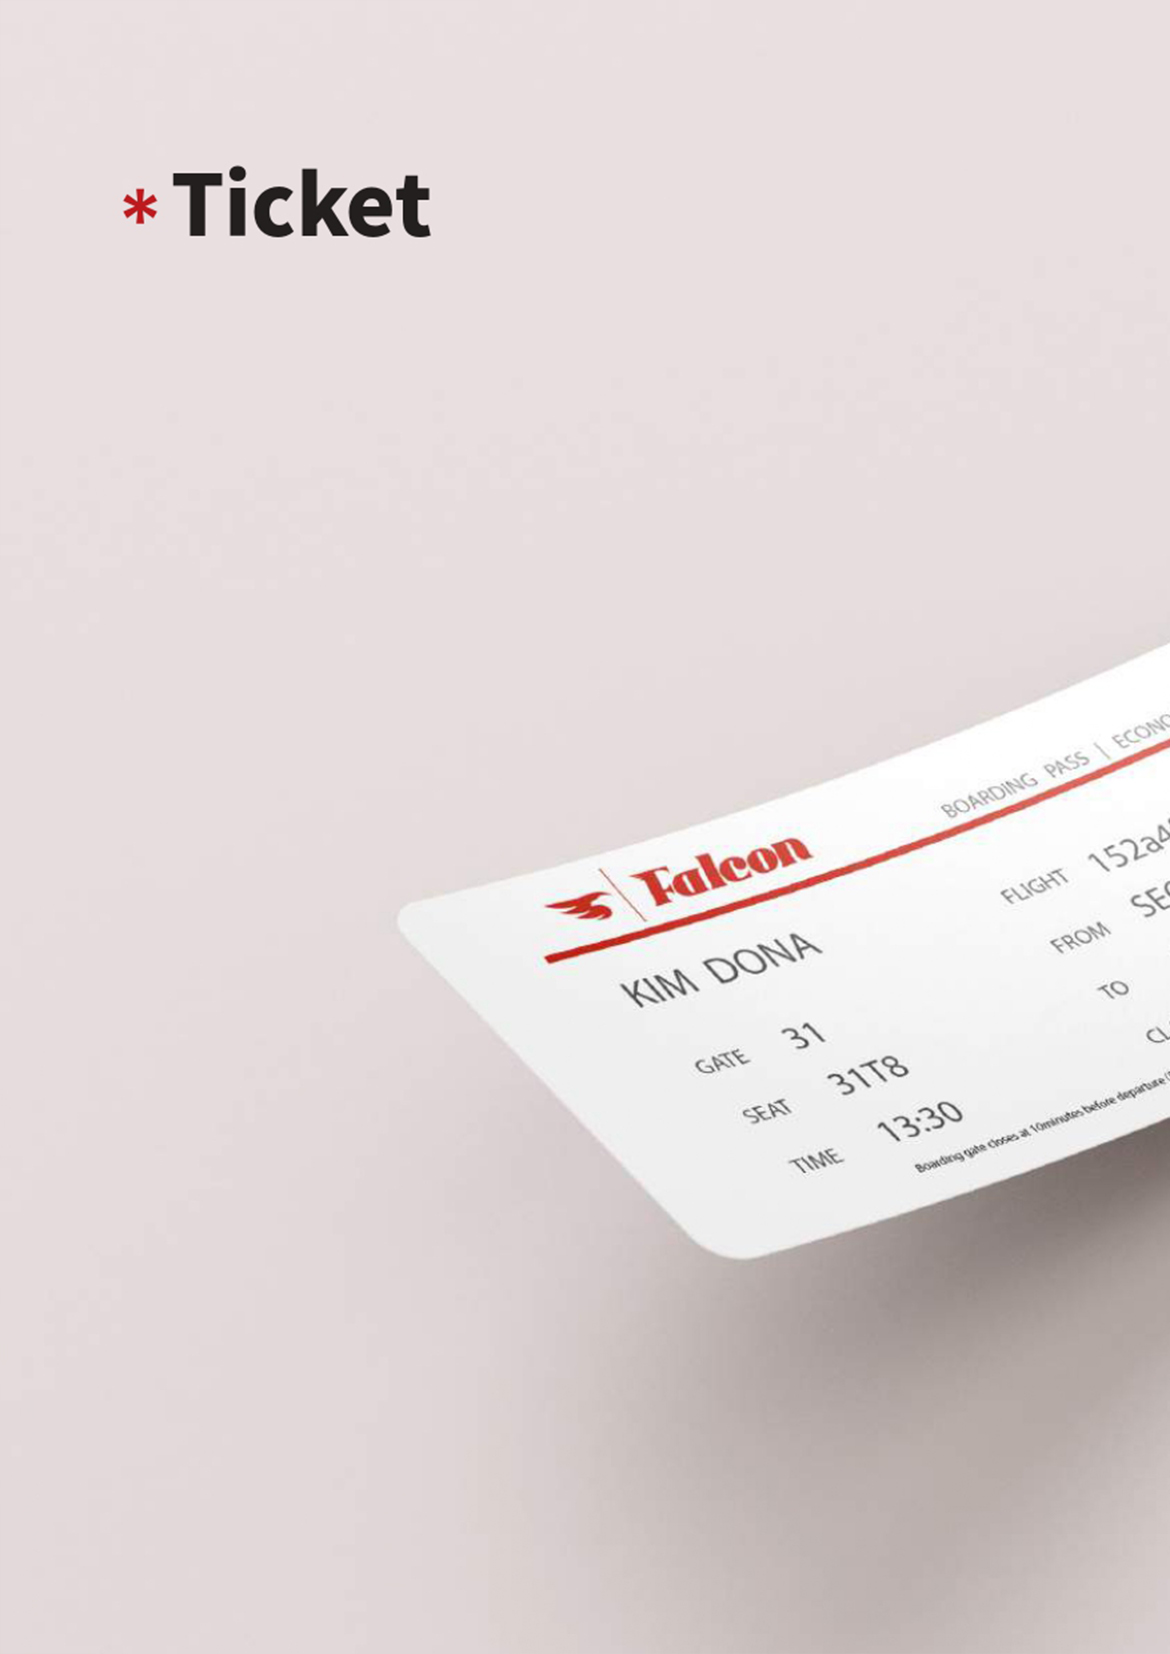 * Ticket
BOARDING PASS | ECONO
Falcon
KIM DONA
FLIGHT 152a4
FROM
TO
GATE 31
SEAT 31T8
TIME 13:30
Boarding gate closes at 10minutes before departure